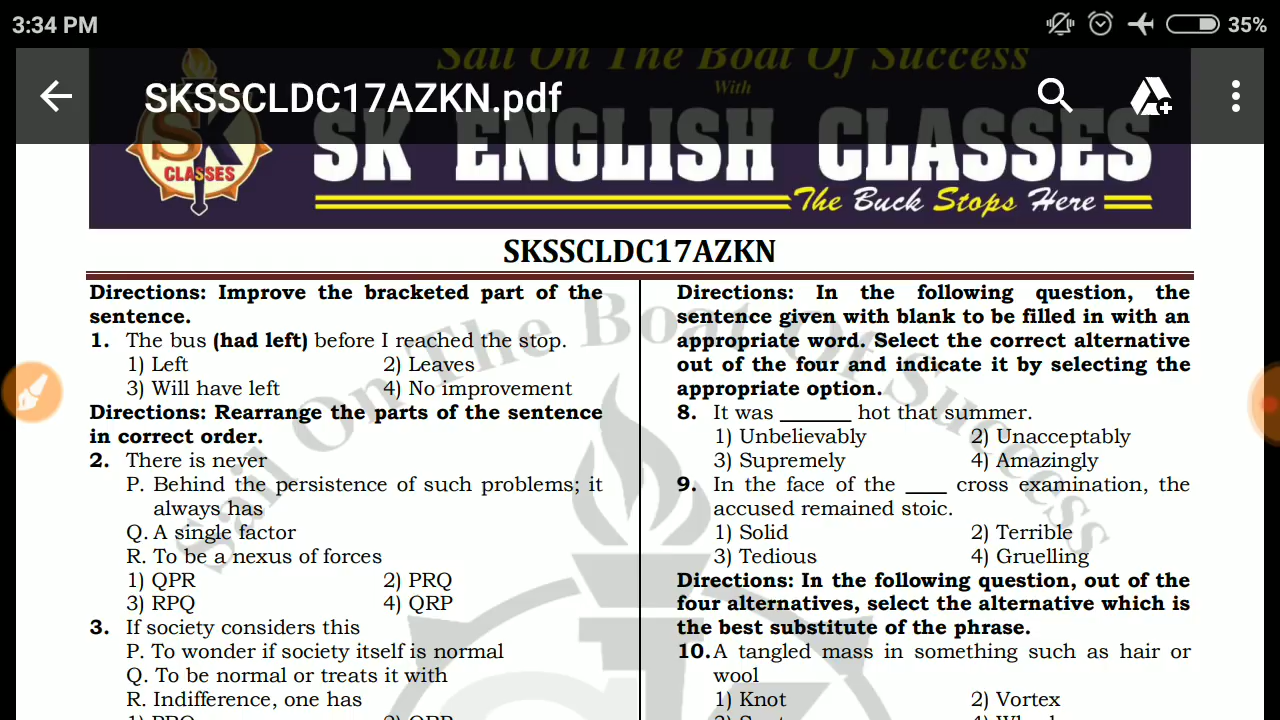 3:34 PM
35%
Sail On The Boat Of Success
SKSSCLDC17AZKN.pdf
With
SK
CLASSES
SK ENGLISH CLASSES
The Buck Stops Here
SKSSCLDC17AZKN
Directions: Improve the bracketed part of the
sentence.
1. The bus (had left) before I reached the stop.
1) Left 2) Leaves
3) Will have left 4) No improvement
Directions: Rearrange the parts of the sentence
in correct order.
2. There is never
P. Behind the persistence of such problems; it
always has
Q. A single factor
R. To be a nexus of forces
1) QPR 2) PRQ
3) RPQ 4) QRP
3. If society considers this
P. To wonder if society itself is normal
Q. To be normal or treats it with
R. Indifference, one has
Directions: In the following question, the
sentence given with blank to be filled in with an
appropriate word. Select the correct alternative
out of the four and indicate it by selecting the
appropriate option.
8. It was _______ hot that summer.
1) Unbelievably 2) Unacceptably
3) Supremely 4) Amazingly
9. In the face of the ____ cross examination, the
accused remained stoic.
1) Solid 2) Terrible
3) Tedious 4) Gruelling
Directions: In the following question, out of the
four alternatives, select the alternative which is
the best substitute of the phrase.
10. A tangled mass in something such as hair or
wool
1) Knot 2) Vortex
Sail On The Boat Of Success